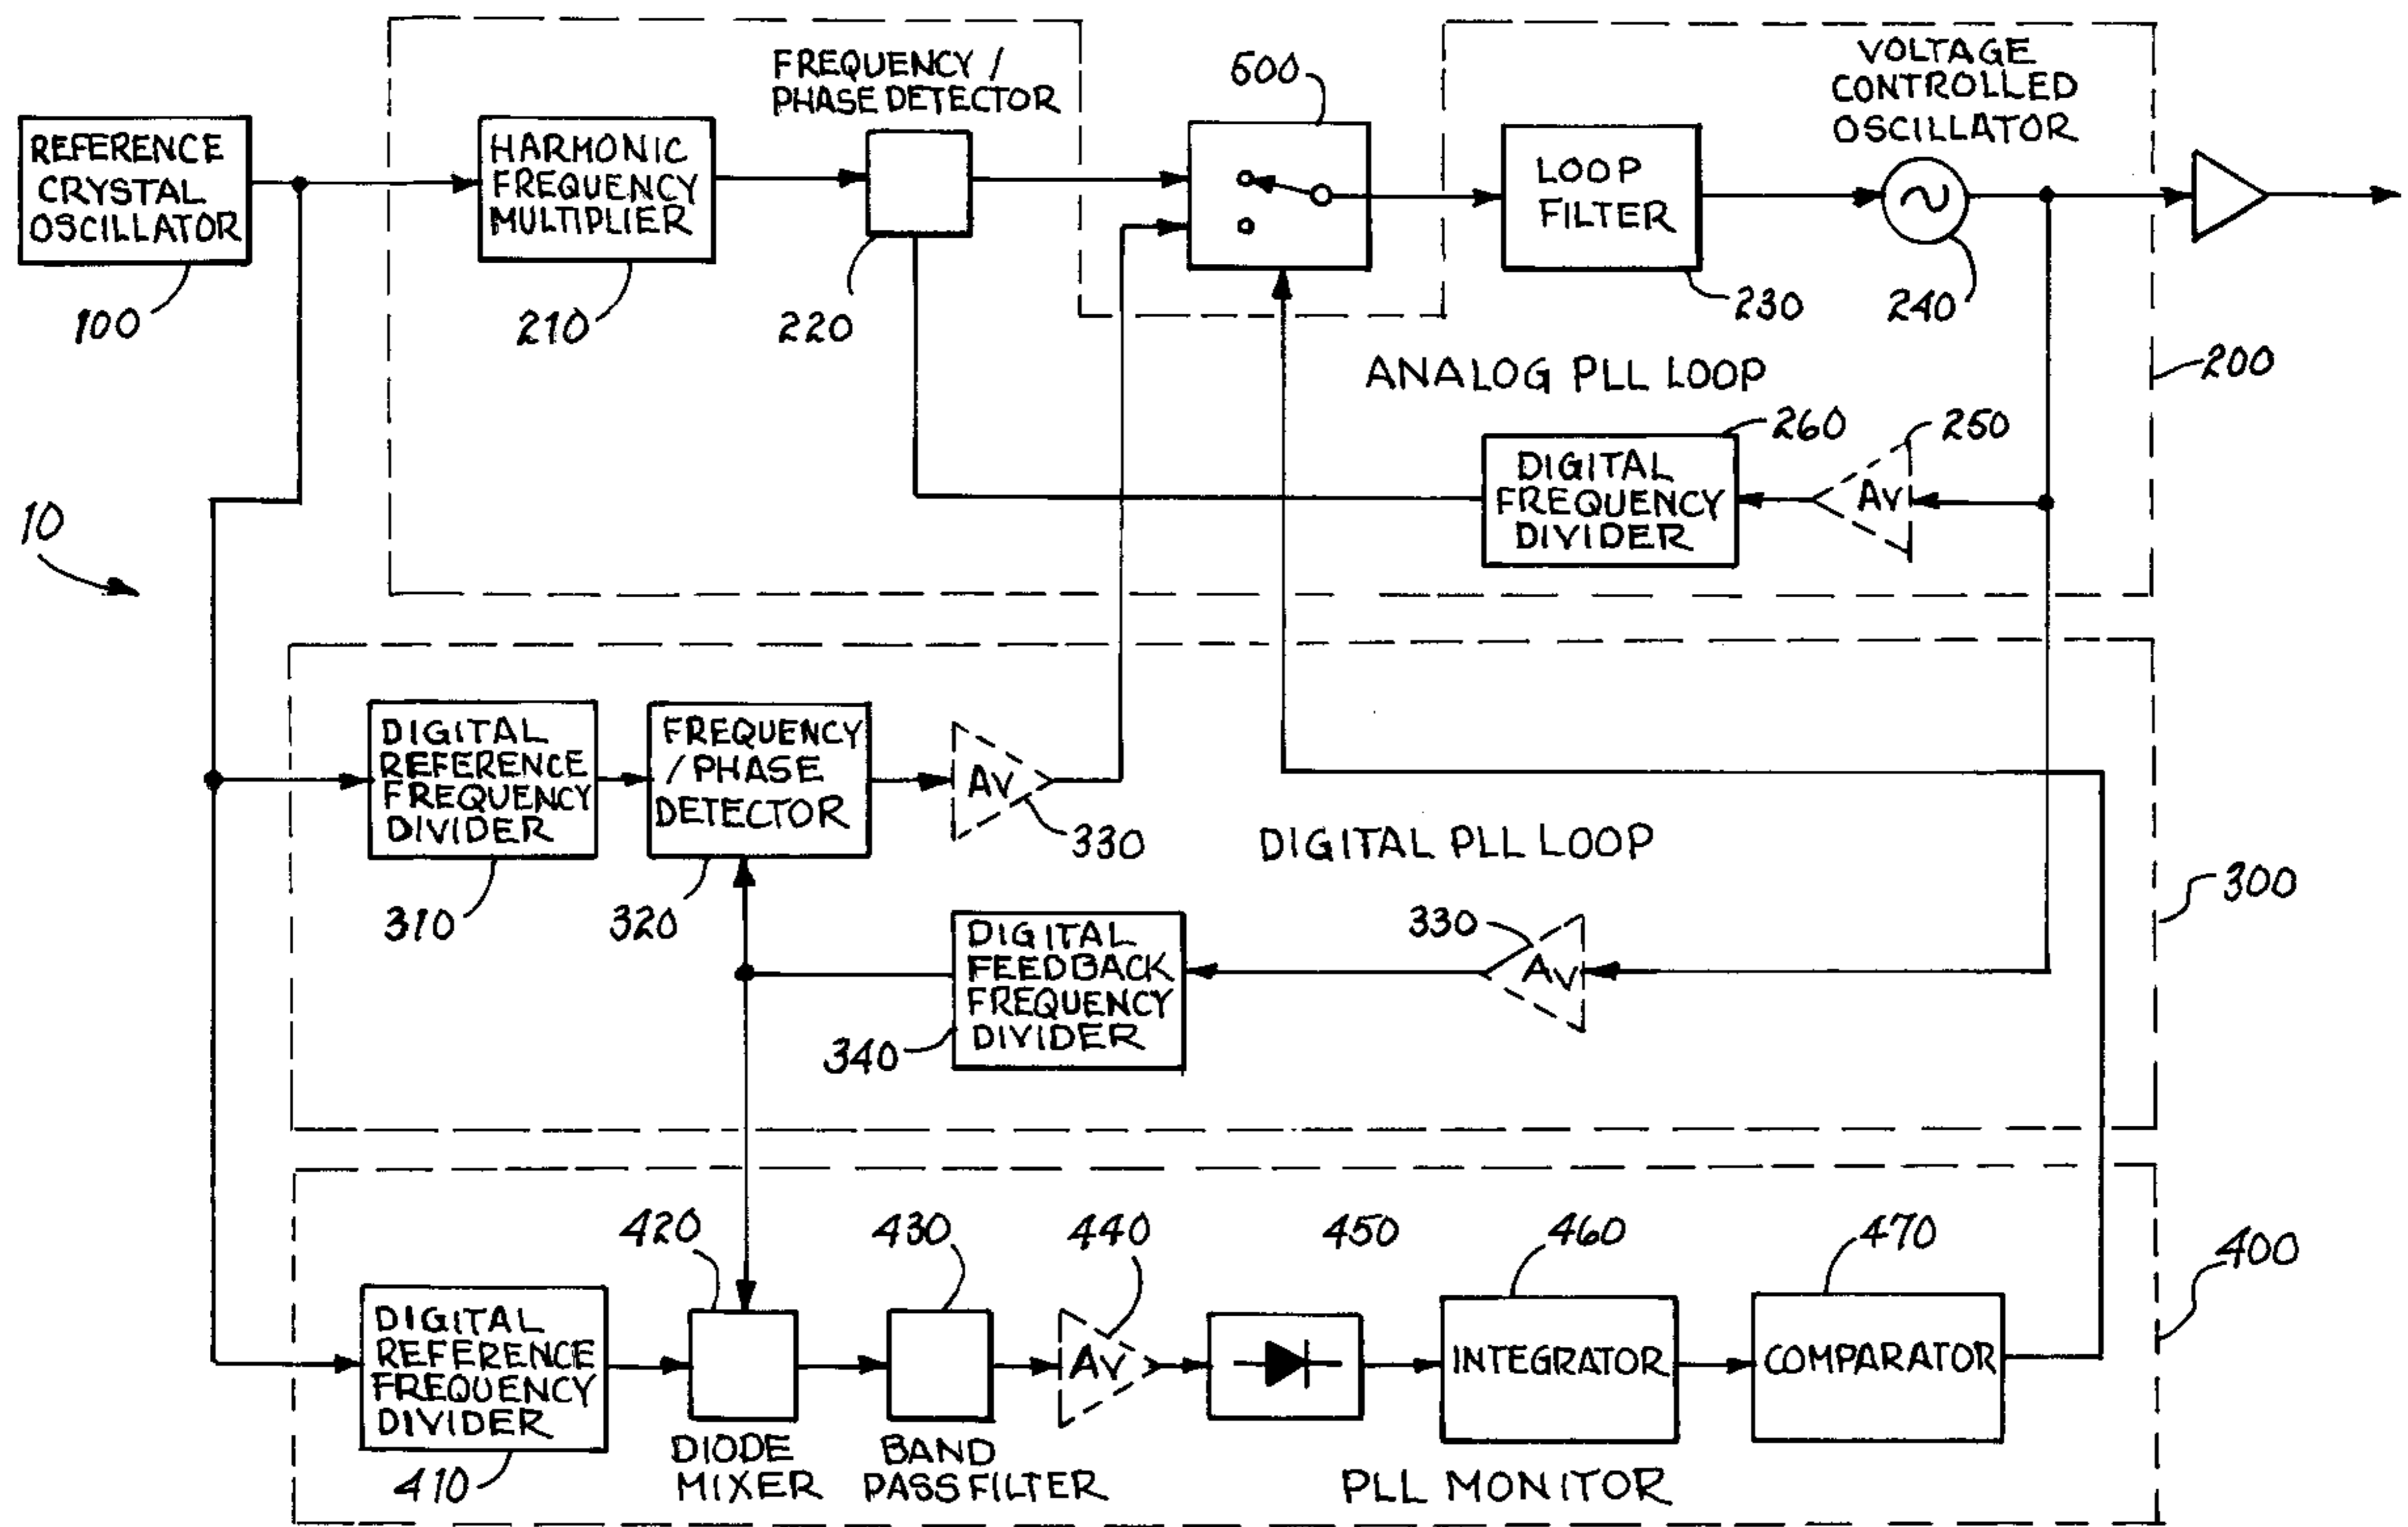 FREQUENCY /
PHASE DETECTOR
500
VOLTAGE
CONTROLLED
OSCILLATOR
REFERENCE
CRYSTAL
OSCILLATOR
HARMONIC
FREQUENCY
MULTIPLIER
LOOP
FILTER
100
210
220
230
240
ANALOG PLL LOOP
200
260
250
DIGITAL
FREQUENCY
DIVIDER
AV
10
DIGITAL
REFERENCE
FREQUENCY
DIVIDER
FREQUENCY
/ PHASE
DETECTOR
AV
330
DIGITAL PLL LOOP
300
310
320
330
DIGITAL
FEEDBACK
FREQUENCY
DIVIDER
AV
340
420
430
440
450
460
470
400
DIGITAL
REFERENCE
FREQUENCY
DIVIDER
AV
INTEGRATOR
COMPARATOR
410
DIODE
MIXER
BAND
PASS FILTER
PLL MONITOR